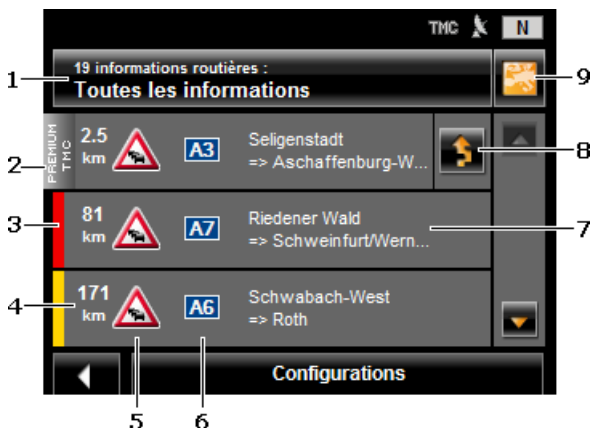 TMC N
19 informations routières :
Toutes les informations
1
9
PREMIUM
TMC
2.5
km
A3
Seligenstadt
=> Aschaffenburg-W...
2
8
81
km
A7
Riedener Wald
=> Schweinfurt/Wern...
3
7
171
km
A6
Schwabach-West
=> Roth
4
Configurations
5
6